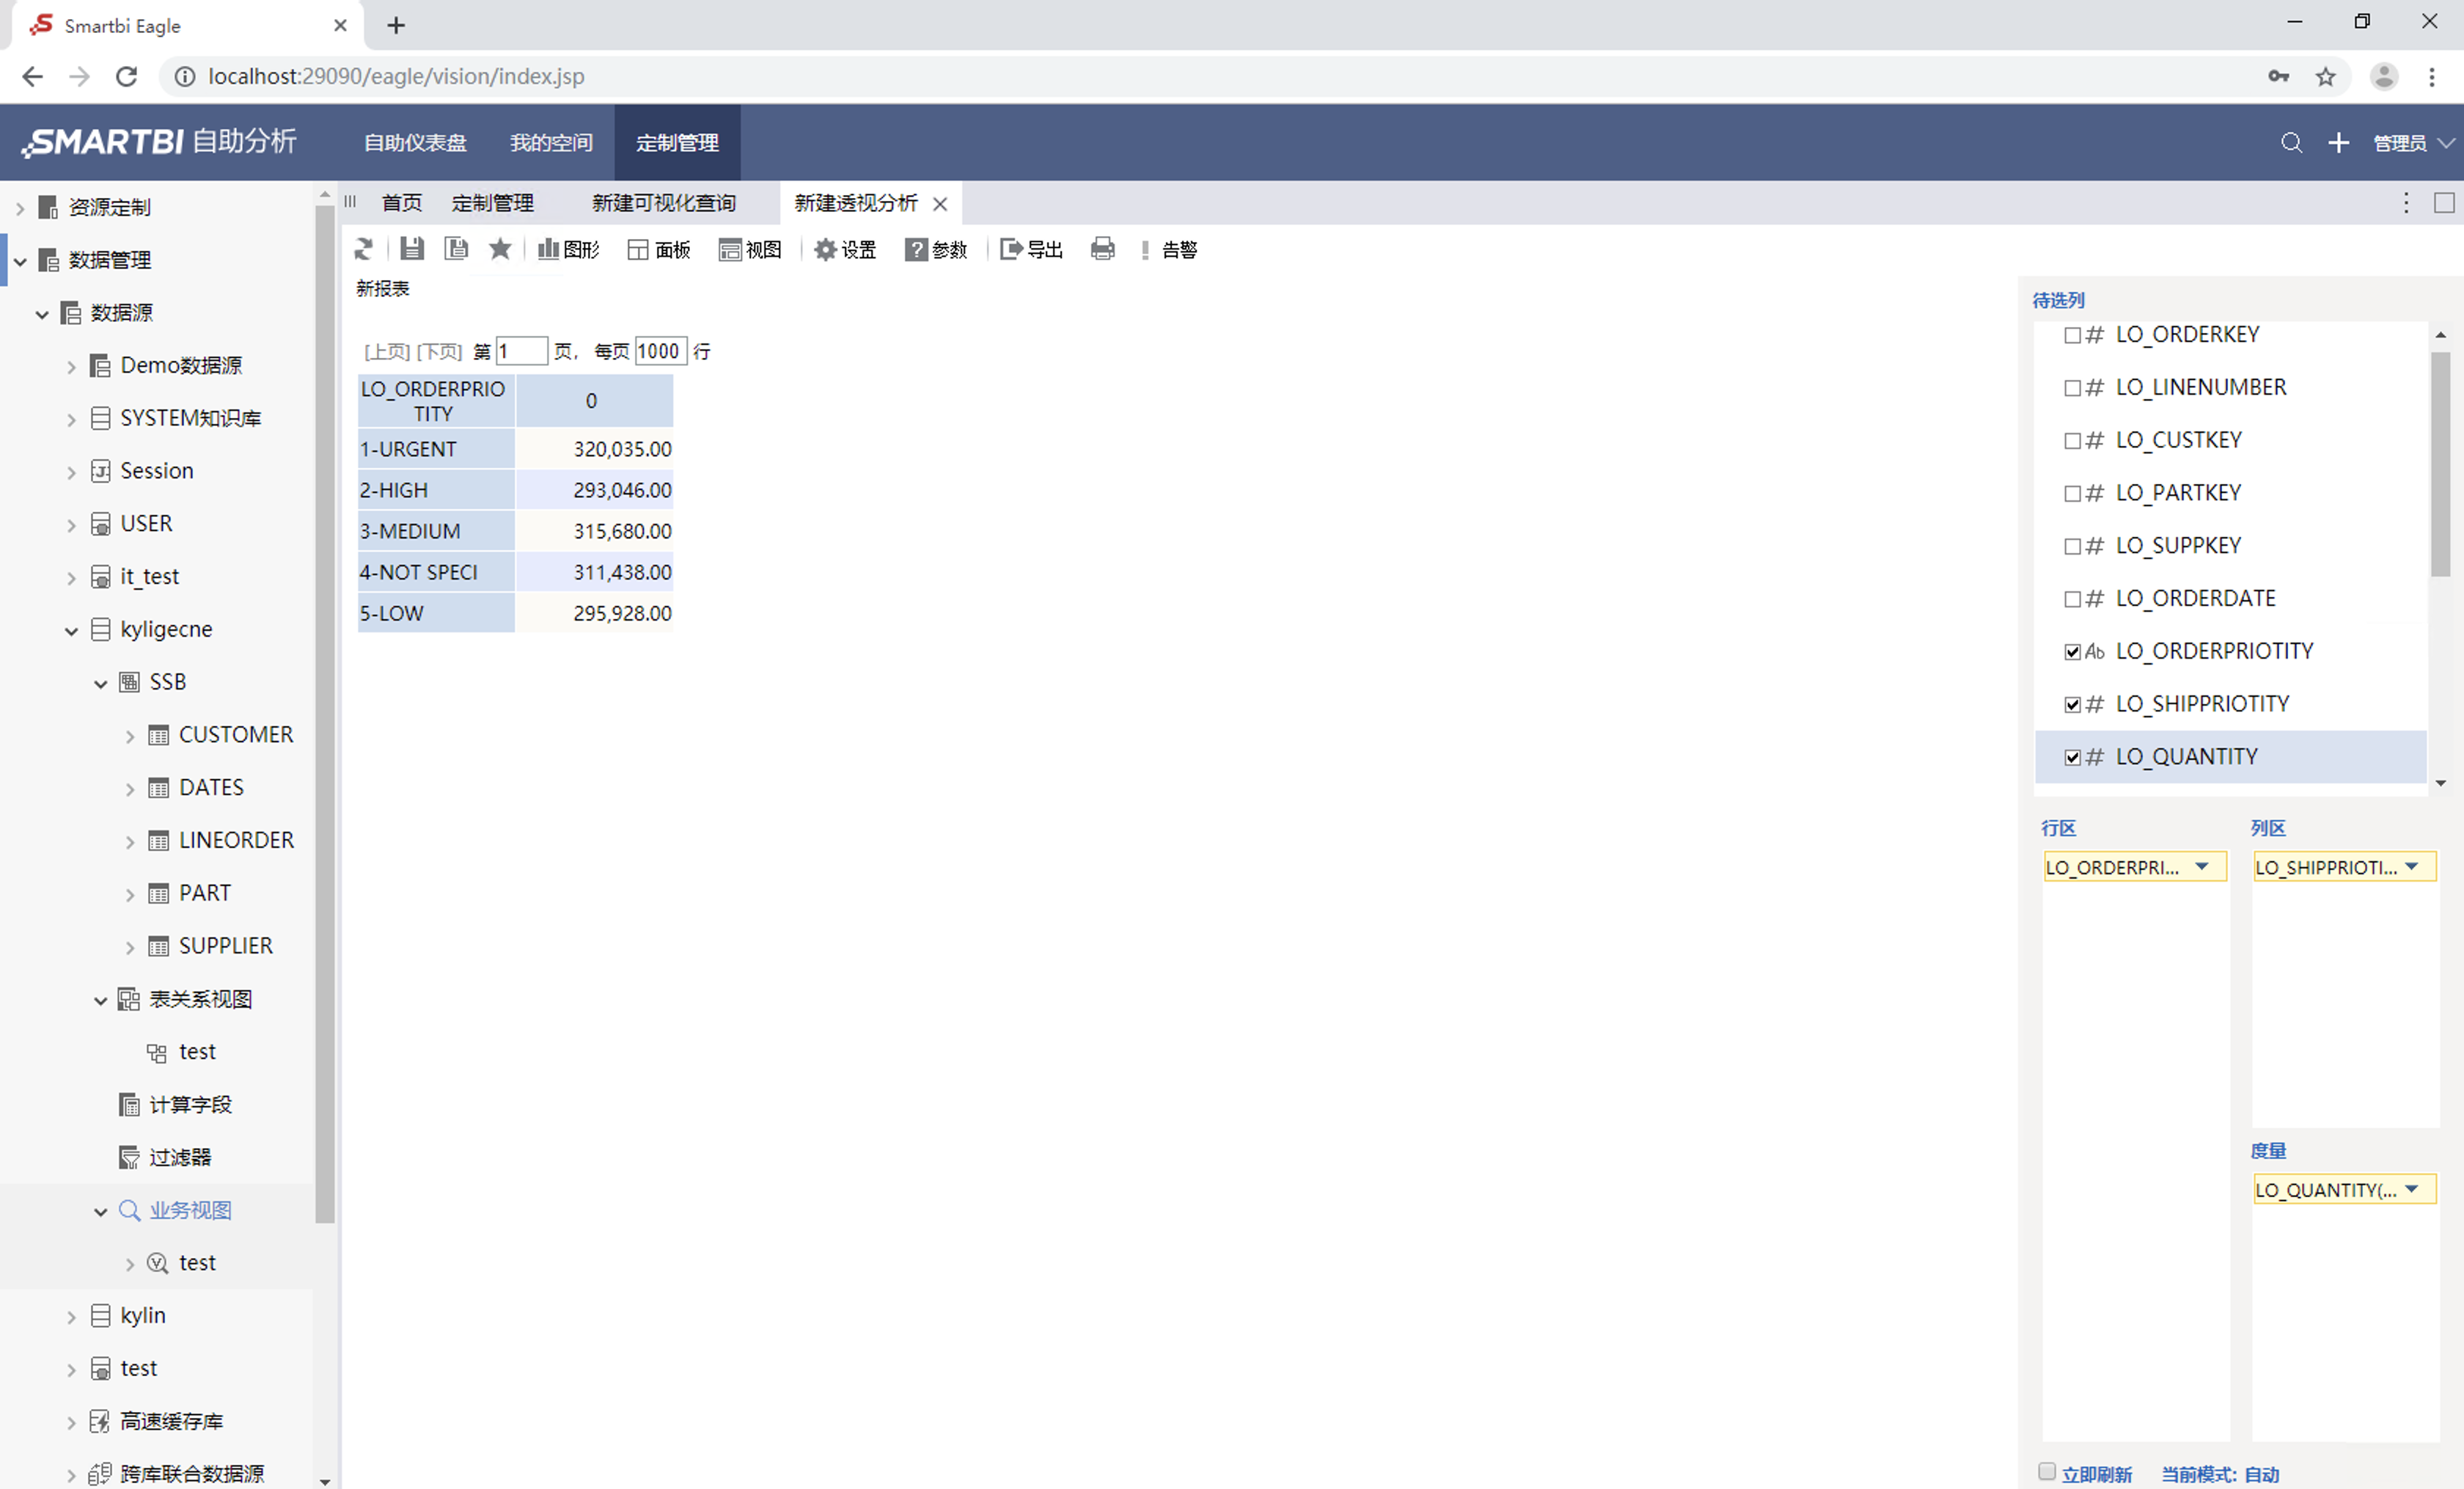 Smartbi Eagle
localhost:29090/eagle/vision/index.jsp
SMARTBI 自助分析
自助仪表盘
我的空间
定制管理
管理员
资源定制
数据管理
数据源
Demo数据源
SYSTEM知识库
Session
USER
it_test
kyligecne
SSB
CUSTOMER
DATES
LINEORDER
PART
SUPPLIER
表关系视图
test
计算字段
过滤器
业务视图
test
kylin
test
高速缓存库
跨库联合数据源
首页
定制管理
新建可视化查询
新建透视分析
图形
面板
视图
设置
参数
导出
告警
新报表
[上页] [下页] 第 1 页， 每页 1000 行
LO_ORDERPRIO
TITY
0
1-URGENT 320,035.00
2-HIGH 293,046.00
3-MEDIUM 315,680.00
4-NOT SPECI 311,438.00
5-LOW 295,928.00
待选列
# LO_ORDERKEY
# LO_LINENUMBER
# LO_CUSTKEY
# LO_PARTKEY
# LO_SUPPKEY
# LO_ORDERDATE
Ab LO_ORDERPRIOTITY
# LO_SHIPPRIOTITY
# LO_QUANTITY
行区
LO_ORDERPRI...
列区
LO_SHIPPRIOTI...
度量
LO_QUANTITY(...
立即刷新
当前模式: 自动